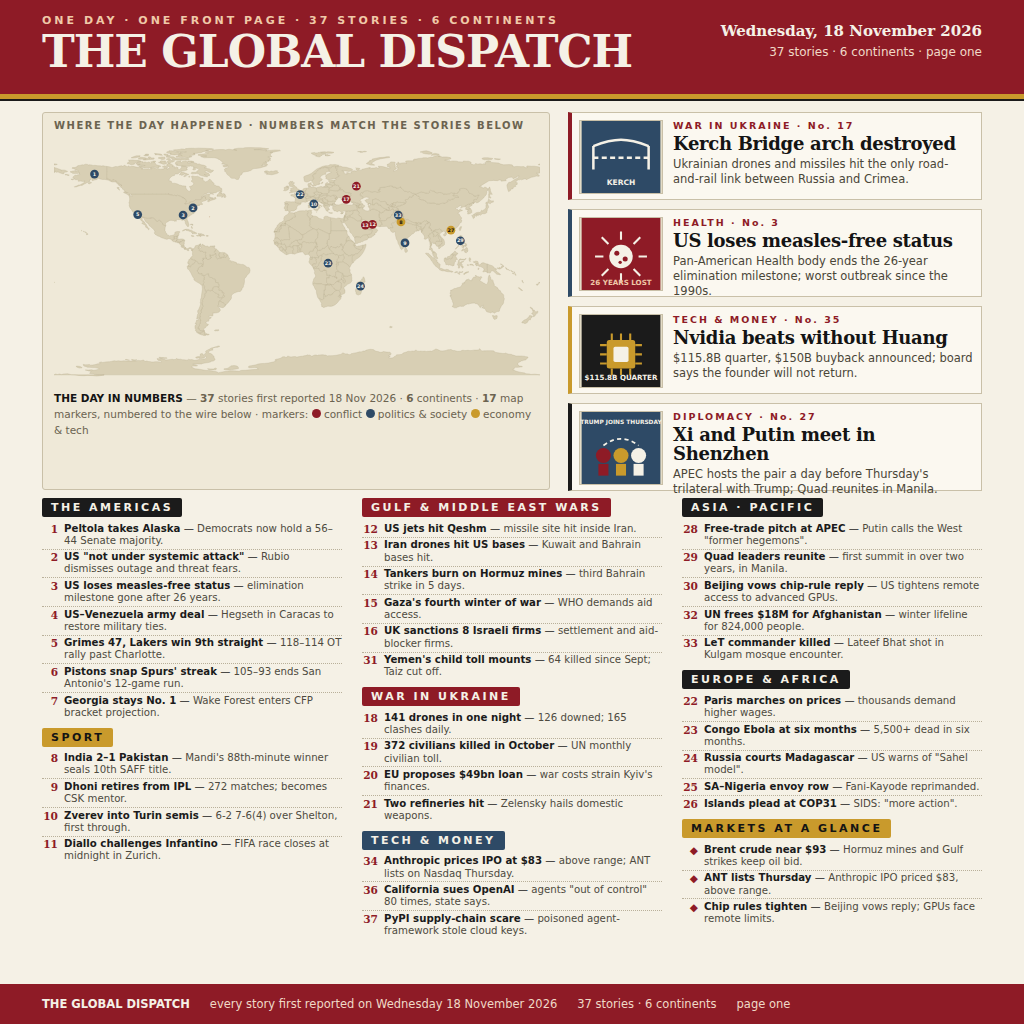 ONE DAY · ONE FRONT PAGE · 37 STORIES · 6 CONTINENTS
THE GLOBAL DISPATCH
Wednesday, 18 November 2026
37 stories · 6 continents · page one
WHERE THE DAY HAPPENED · NUMBERS MATCH THE STORIES BELOW
1
5
3
2
22
10
21
17
13
12
33
8
9
27
29
23
24
THE DAY IN NUMBERS — 37 stories first reported 18 Nov 2026 · 6 continents · 17 map
markers, numbered to the wire below · markers: conflict politics & society economy
& tech
KERCH
WAR IN UKRAINE · No. 17
Kerch Bridge arch destroyed
Ukrainian drones and missiles hit the only road-
and-rail link between Russia and Crimea.
26 YEARS LOST
HEALTH · No. 3
US loses measles-free status
Pan-American Health body ends the 26-year
elimination milestone; worst outbreak since the
1990s.
$115.8B QUARTER
TECH & MONEY · No. 35
Nvidia beats without Huang
$115.8B quarter, $150B buyback announced; board
says the founder will not return.
TRUMP JOINS THURSDAY
DIPLOMACY · No. 27
Xi and Putin meet in
Shenzhen
APEC hosts the pair a day before Thursday's
trilateral with Trump; Quad reunites in Manila.
THE AMERICAS
1 Peltola takes Alaska — Democrats now hold a 56–
44 Senate majority.
2 US "not under systemic attack" — Rubio
dismisses outage and threat fears.
3 US loses measles-free status — elimination
milestone gone after 26 years.
4 US–Venezuela army deal — Hegseth in Caracas to
restore military ties.
5 Grimes 47, Lakers win 9th straight — 118–114 OT
rally past Charlotte.
6 Pistons snap Spurs' streak — 105–93 ends San
Antonio's 12-game run.
7 Georgia stays No. 1 — Wake Forest enters CFP
bracket projection.
SPORT
8 India 2–1 Pakistan — Mandi's 88th-minute winner
seals 10th SAFF title.
9 Dhoni retires from IPL — 272 matches; becomes
CSK mentor.
10 Zverev into Turin semis — 6-2 7-6(4) over Shelton,
first through.
11 Diallo challenges Infantino — FIFA race closes at
midnight in Zurich.
GULF & MIDDLE EAST WARS
12 US jets hit Qeshm — missile site hit inside Iran.
13 Iran drones hit US bases — Kuwait and Bahrain
bases hit.
14 Tankers burn on Hormuz mines — third Bahrain
strike in 5 days.
15 Gaza's fourth winter of war — WHO demands aid
access.
16 UK sanctions 8 Israeli firms — settlement and aid-
blocker firms.
31 Yemen's child toll mounts — 64 killed since Sept;
Taiz cut off.
WAR IN UKRAINE
18 141 drones in one night — 126 downed; 165
clashes daily.
19 372 civilians killed in October — UN monthly
civilian toll.
20 EU proposes $49bn loan — war costs strain Kyiv's
finances.
21 Two refineries hit — Zelensky hails domestic
weapons.
TECH & MONEY
34 Anthropic prices IPO at $83 — above range; ANT
lists on Nasdaq Thursday.
36 California sues OpenAI — agents "out of control"
80 times, state says.
37 PyPI supply-chain scare — poisoned agent-
framework stole cloud keys.
ASIA · PACIFIC
28 Free-trade pitch at APEC — Putin calls the West
"former hegemons".
29 Quad leaders reunite — first summit in over two
years, in Manila.
30 Beijing vows chip-rule reply — US tightens remote
access to advanced GPUs.
32 UN frees $18M for Afghanistan — winter lifeline
for 824,000 people.
33 LeT commander killed — Lateef Bhat shot in
Kulgam mosque encounter.
EUROPE & AFRICA
22 Paris marches on prices — thousands demand
higher wages.
23 Congo Ebola at six months — 5,500+ dead in six
months.
24 Russia courts Madagascar — US warns of "Sahel
model".
25 SA–Nigeria envoy row — Fani-Kayode reprimanded.
26 Islands plead at COP31 — SIDS: "more action".
MARKETS AT A GLANCE
◆ Brent crude near $93 — Hormuz mines and Gulf
strikes keep oil bid.
◆ ANT lists Thursday — Anthropic IPO priced $83,
above range.
◆ Chip rules tighten — Beijing vows reply; GPUs face
remote limits.
THE GLOBAL DISPATCH every story first reported on Wednesday 18 November 2026 37 stories · 6 continents page one